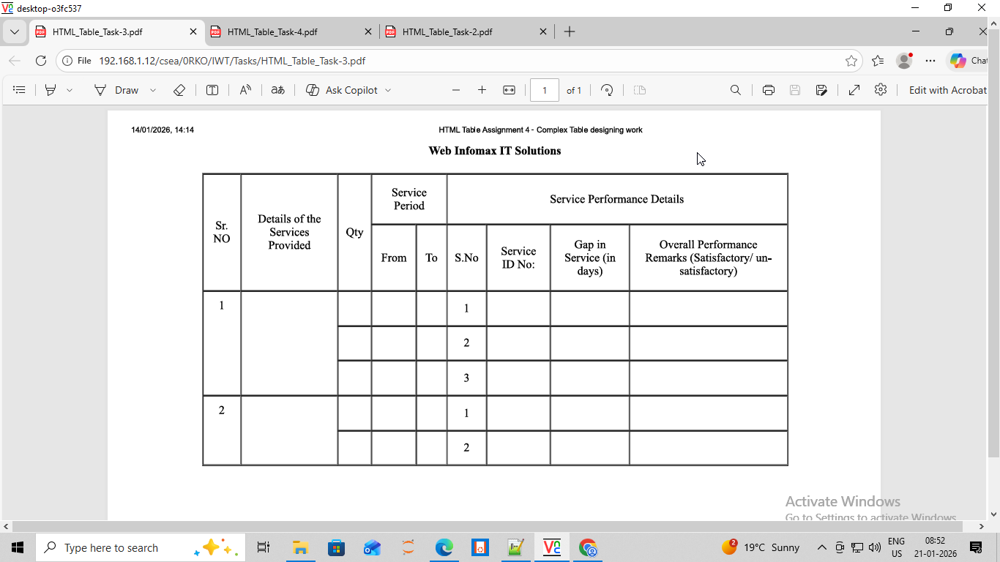 desktop-o3fc537
HTML_Table_Task-3.pdf
HTML_Table_Task-4.pdf
HTML_Table_Task-2.pdf
File 192.168.1.12/csea/0RKO/IWT/Tasks/HTML_Table_Task-3.pdf
Draw
Ask Copilot
1 of 1
Edit with Acrobat
14/01/2026, 14:14
HTML Table Assignment 4 - Complex Table designing work
Web Infomax IT Solutions
Sr.
NO
Details of the
Services
Provided
Qty
Service
Period
Service Performance Details
From
To
S.No
Service
ID No:
Gap in
Service (in
days)
Overall Performance
Remarks (Satisfactory/ un-
satisfactory)
1
1
2
3
2
1
2
Activate Windows
Go to Settings to activate Windows.
Type here to search
2
19°C Sunny
ENG
US
08:52
21-01-2026